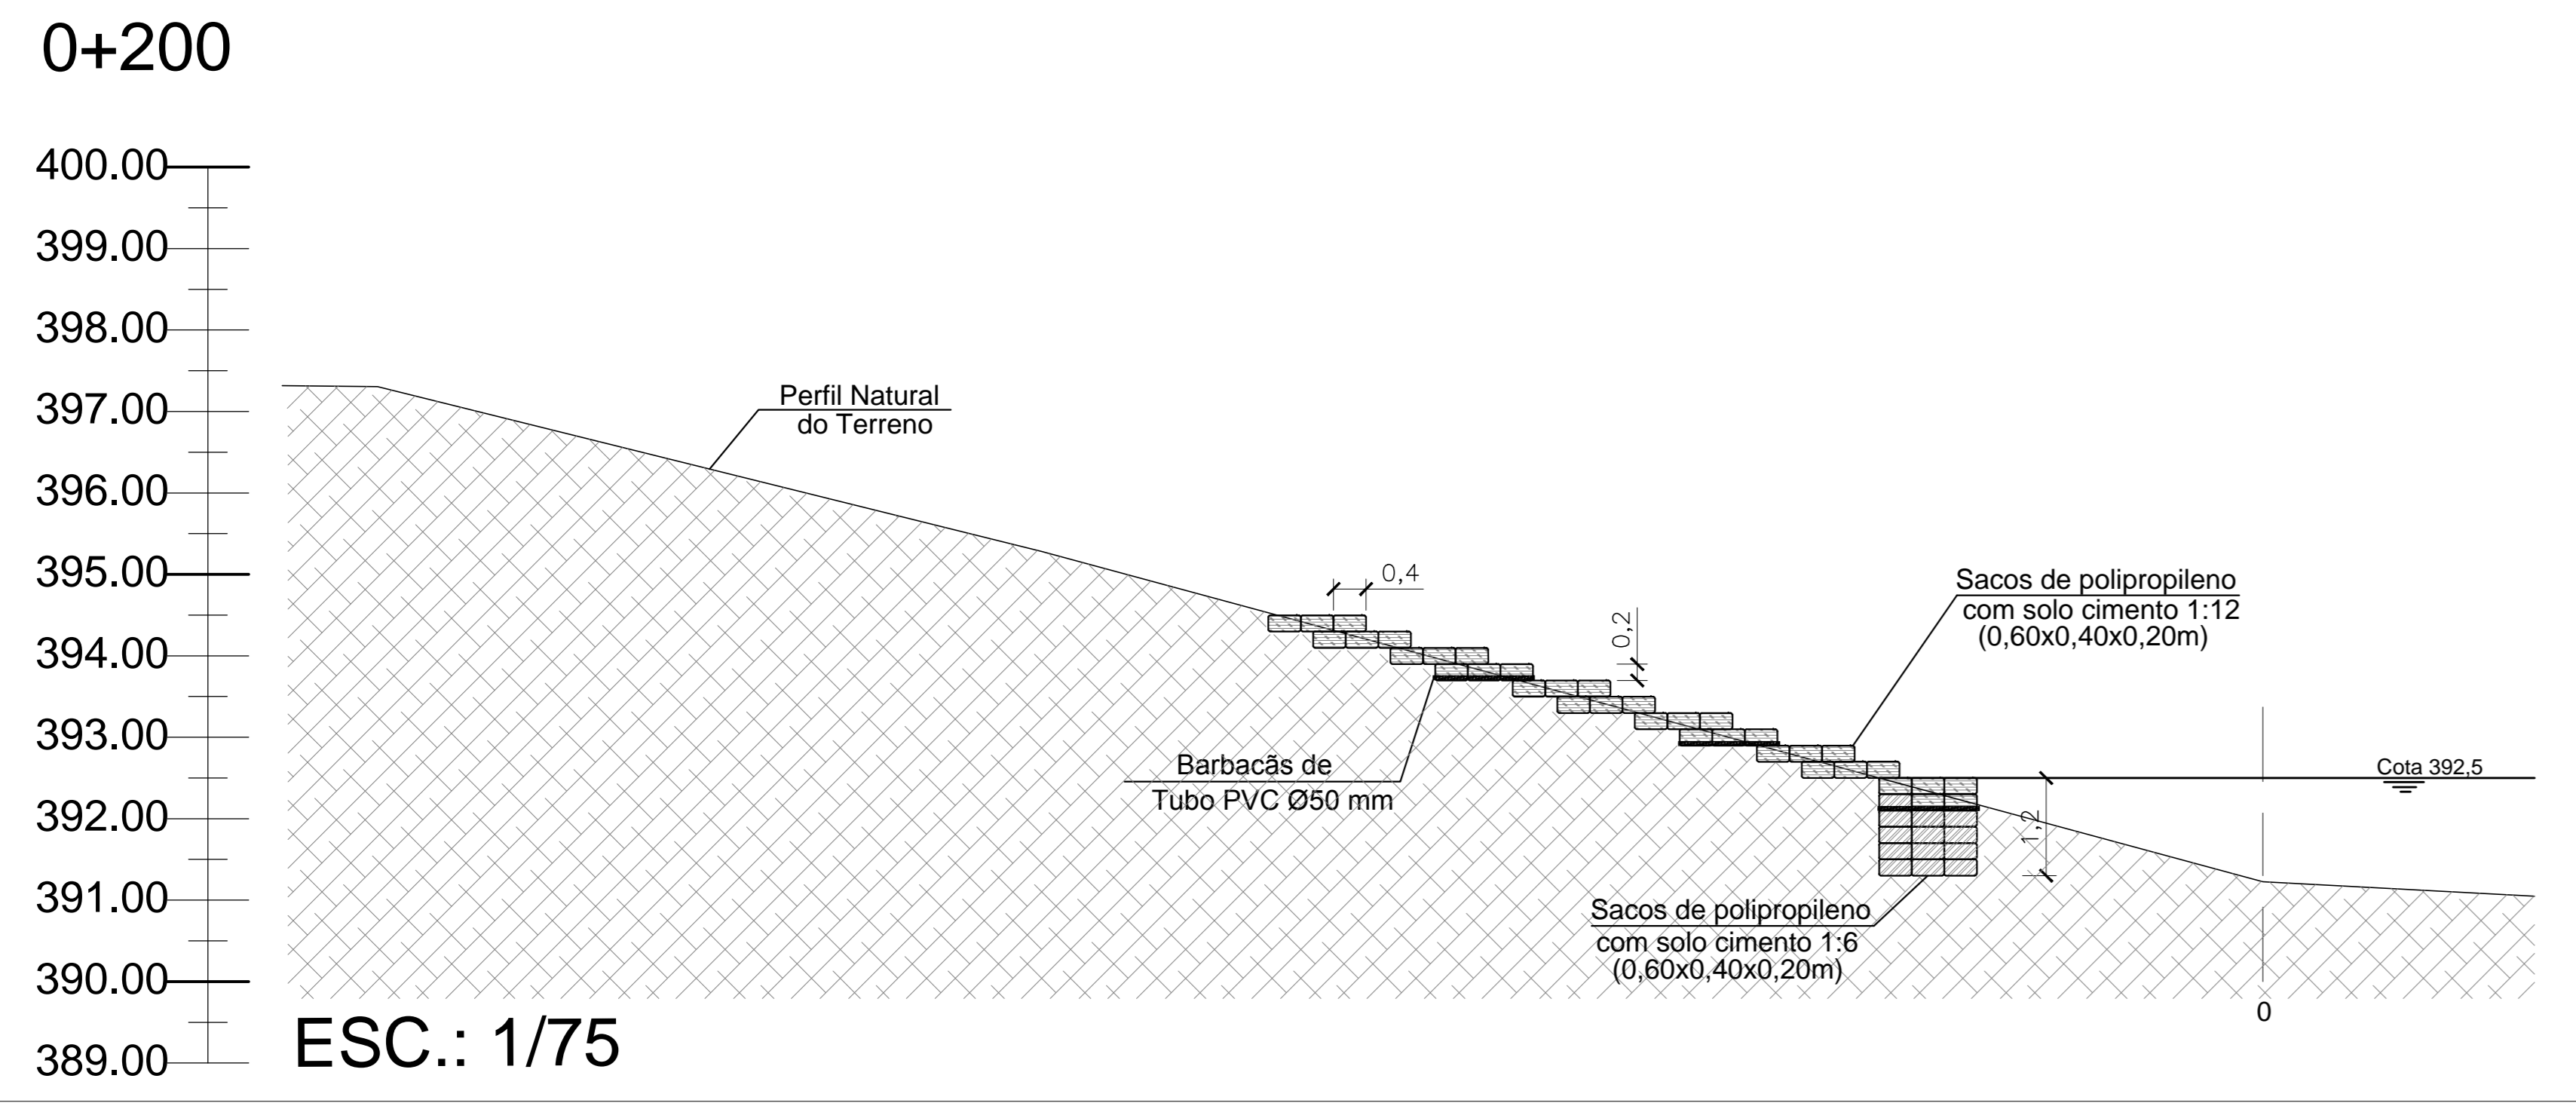 0+200
400.00
399.00
398.00
397.00
396.00
395.00
394.00
393.00
392.00
391.00
390.00
389.00
Perfil Natural
do Terreno
0,4
0,2
Sacos de polipropileno
com solo cimento 1:12
(0,60x0,40x0,20m)
Barbacãs de
Tubo PVC Ø50 mm
Cota 392,5
1,2
Sacos de polipropileno
com solo cimento 1:6
(0,60x0,40x0,20m)
0
ESC.: 1/75